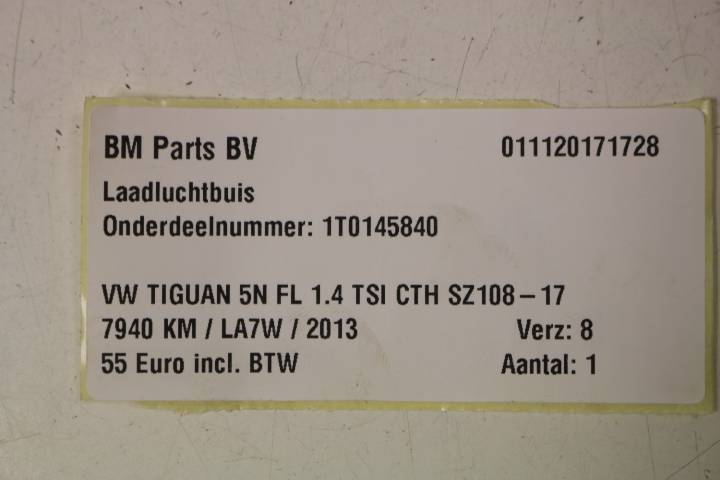 BM Parts BV 011120171728
Laadluchtbuis
Onderdeelnummer: 1T0145840
VW TIGUAN 5N FL 1.4 TSI CTH SZ108-17
7940 KM / LA7W / 2013 Verz: 8
55 Euro incl. BTW Aantal: 1